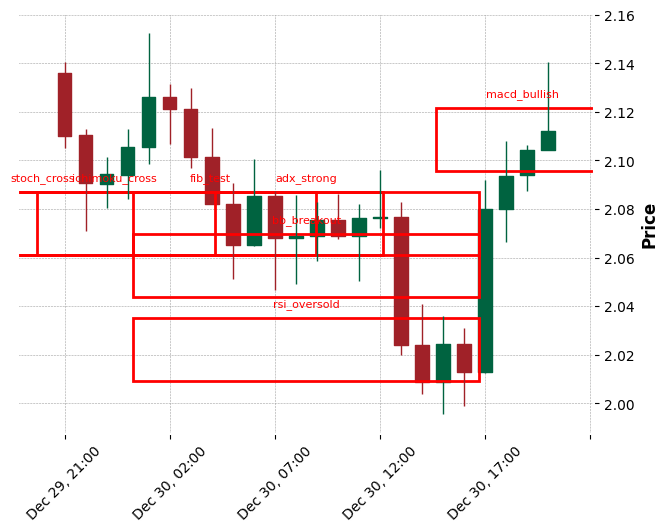 2.16
2.14
2.12
2.10
2.08
2.06
2.04
2.02
2.00
Price
macd_bullish
fib_test
adx_strong
rsi_oversold
Dec 29, 21:00
Dec 30, 02:00
Dec 30, 07:00
Dec 30, 12:00
Dec 30, 17:00